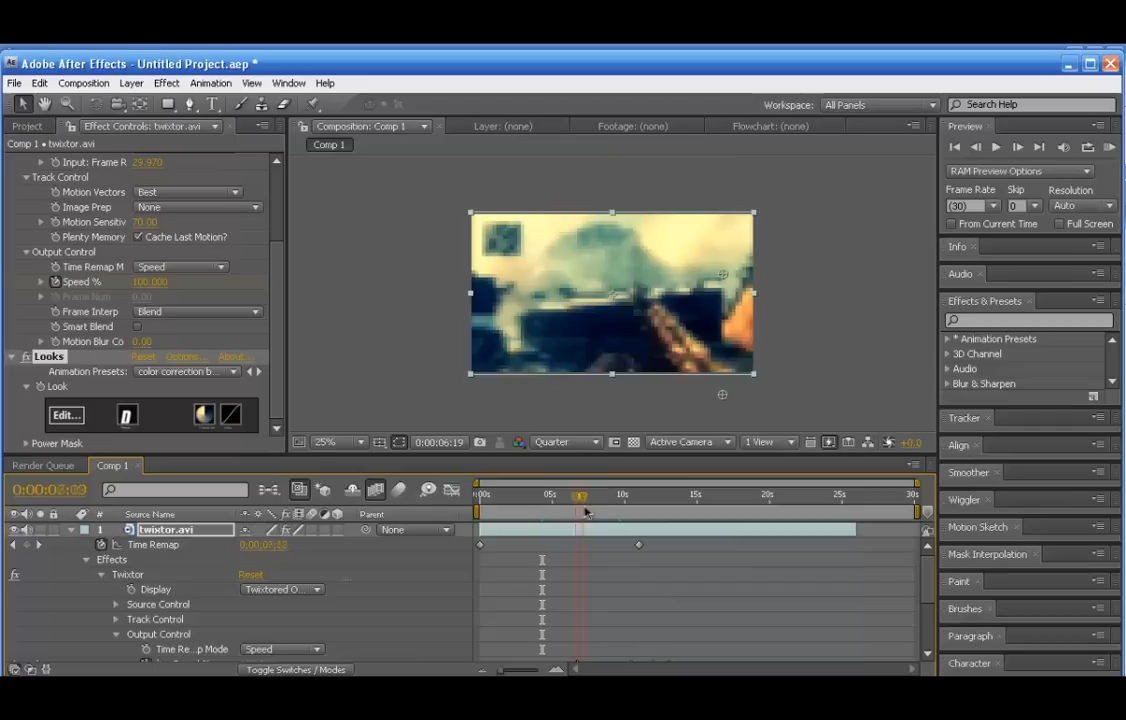 Adobe After Effects - Untitled Project.aep *
File Edit Composition Layer Effect Animation View Window Help
Workspace: All Panels Search Help
Project Effect Controls: twixtor.avi Composition: Comp 1 Layer: (none) Footage: (none) Flowchart: (none) Preview
Comp 1 • twixtor.avi
Comp 1
Input: Frame R 29.970
Track Control
RAM Preview Options
Motion Vectors Best
Frame Rate Skip Resolution
Image Prep None
(30) 0 Auto
Motion Sensitiv 70.00
From Current Time Full Screen
Plenty Memory Cache Last Motion?
Info
Output Control
Time Remap M Speed
Audio
Speed % 100.000
Frame Num 0.00
Effects & Presets
Frame Interp Blend
Smart Blend
* Animation Presets
Motion Blur Co 0.00
3D Channel
Looks Reset Options... About...
Audio
Animation Presets: color correction b...
Blur & Sharpen
Look
Edit...
Tracker
Power Mask
25% 0:00:06:19 Quarter Active Camera 1 View +0.0
Align
Render Queue Comp 1
Smoother
0:00:07:09
:00s 05s 10s 15s 20s 25s 30s
Wiggler
# Source Name Parent
1 twixtor.avi None
Motion Sketch
Time Remap
Effects
Mask Interpolation
Twixtor Reset
Paint
Display Twixtored O...
Source Control
Brushes
Track Control
Output Control
Paragraph
Time Re...p Mode Speed
Toggle Switches / Modes
Character